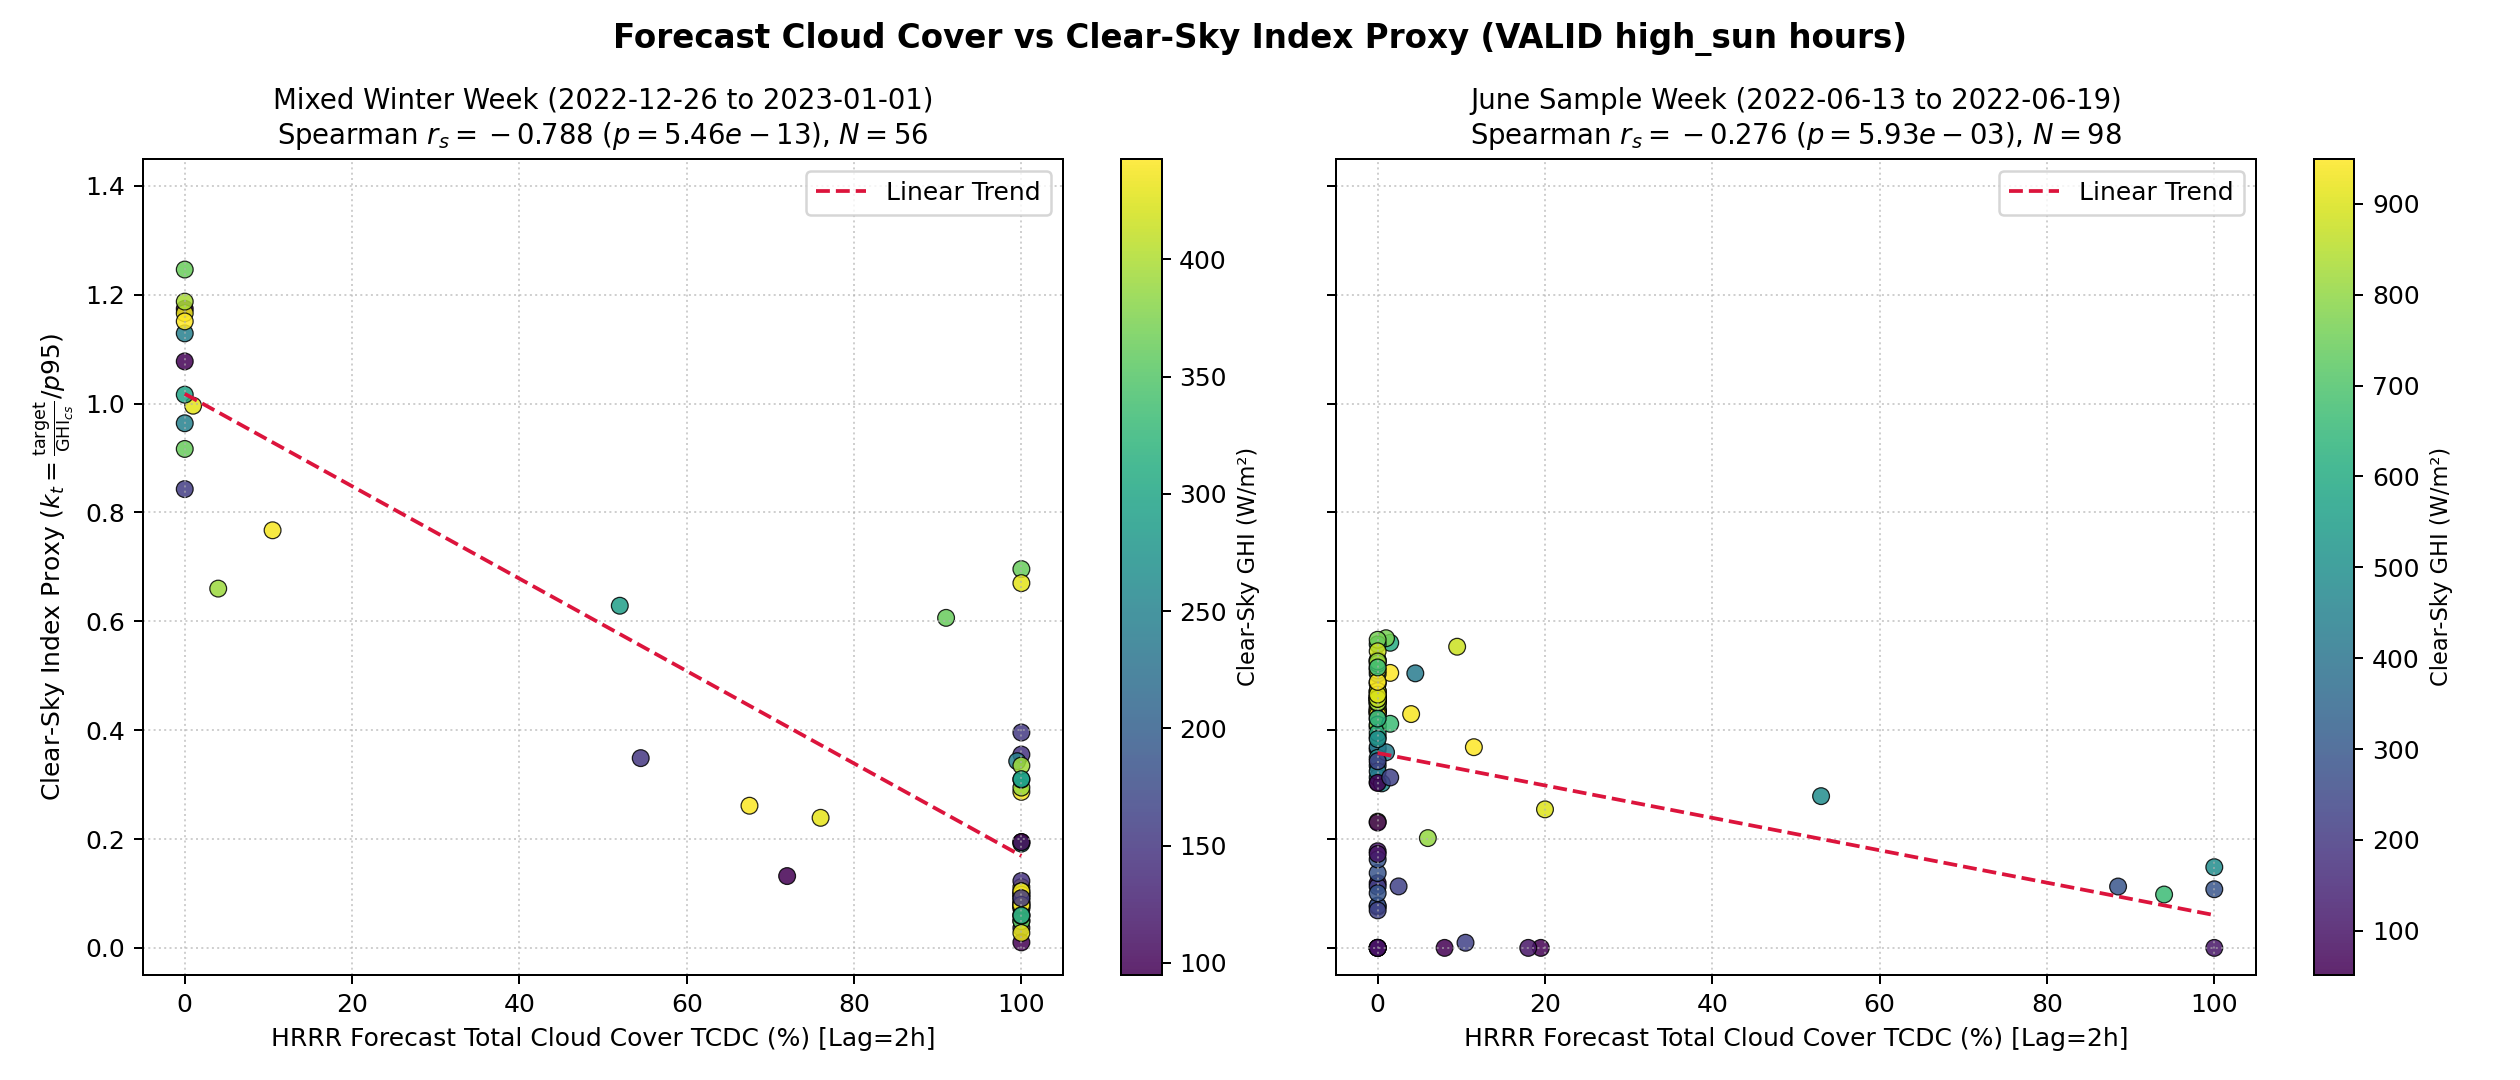 Forecast Cloud Cover vs Clear-Sky Index Proxy (VALID high_sun hours)
Mixed Winter Week (2022-12-26 to 2023-01-01)
Spearman r_s = −0.788 (p = 5.46e − 13), N = 56
Linear Trend
Clear-Sky Index Proxy (k_t = target/GHI_cs /p95)
1.4
1.2
1.0
0.8
0.6
0.4
0.2
0.0
0 20 40 60 80 100
HRRR Forecast Total Cloud Cover TCDC (%) [Lag=2h]
400
350
300
250
200
150
100
Clear-Sky GHI (W/m²)
June Sample Week (2022-06-13 to 2022-06-19)
Spearman r_s = −0.276 (p = 5.93e − 03), N = 98
Linear Trend
0 20 40 60 80 100
HRRR Forecast Total Cloud Cover TCDC (%) [Lag=2h]
900
800
700
600
500
400
300
200
100
Clear-Sky GHI (W/m²)